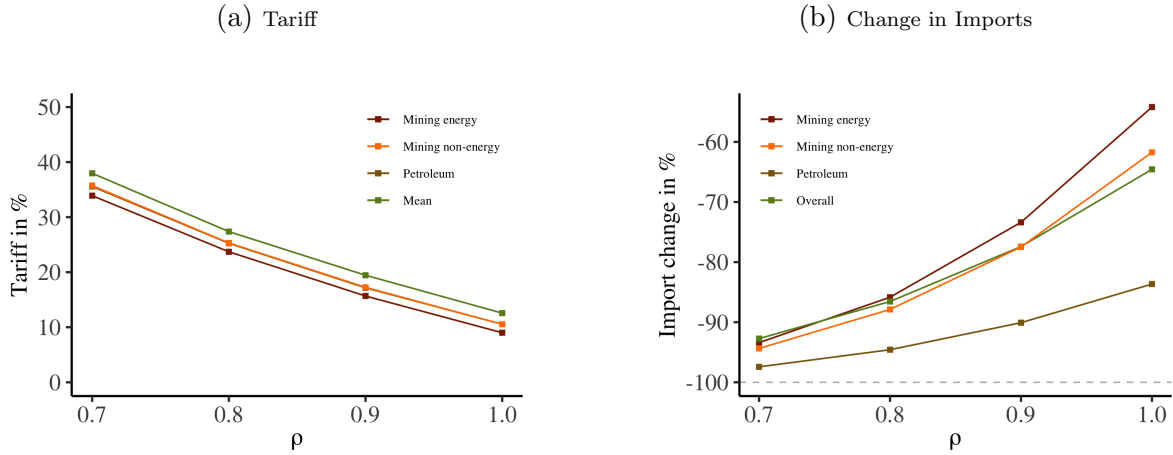 (a) Tariff
50
40
30
20
10
0
Tariff in %
Mining energy
Mining non-energy
Petroleum
Mean
0.7 0.8 0.9 1.0
ρ
(b) Change in Imports
-60
-70
-80
-90
-100
Import change in %
Mining energy
Mining non-energy
Petroleum
Overall
0.7 0.8 0.9 1.0
ρ